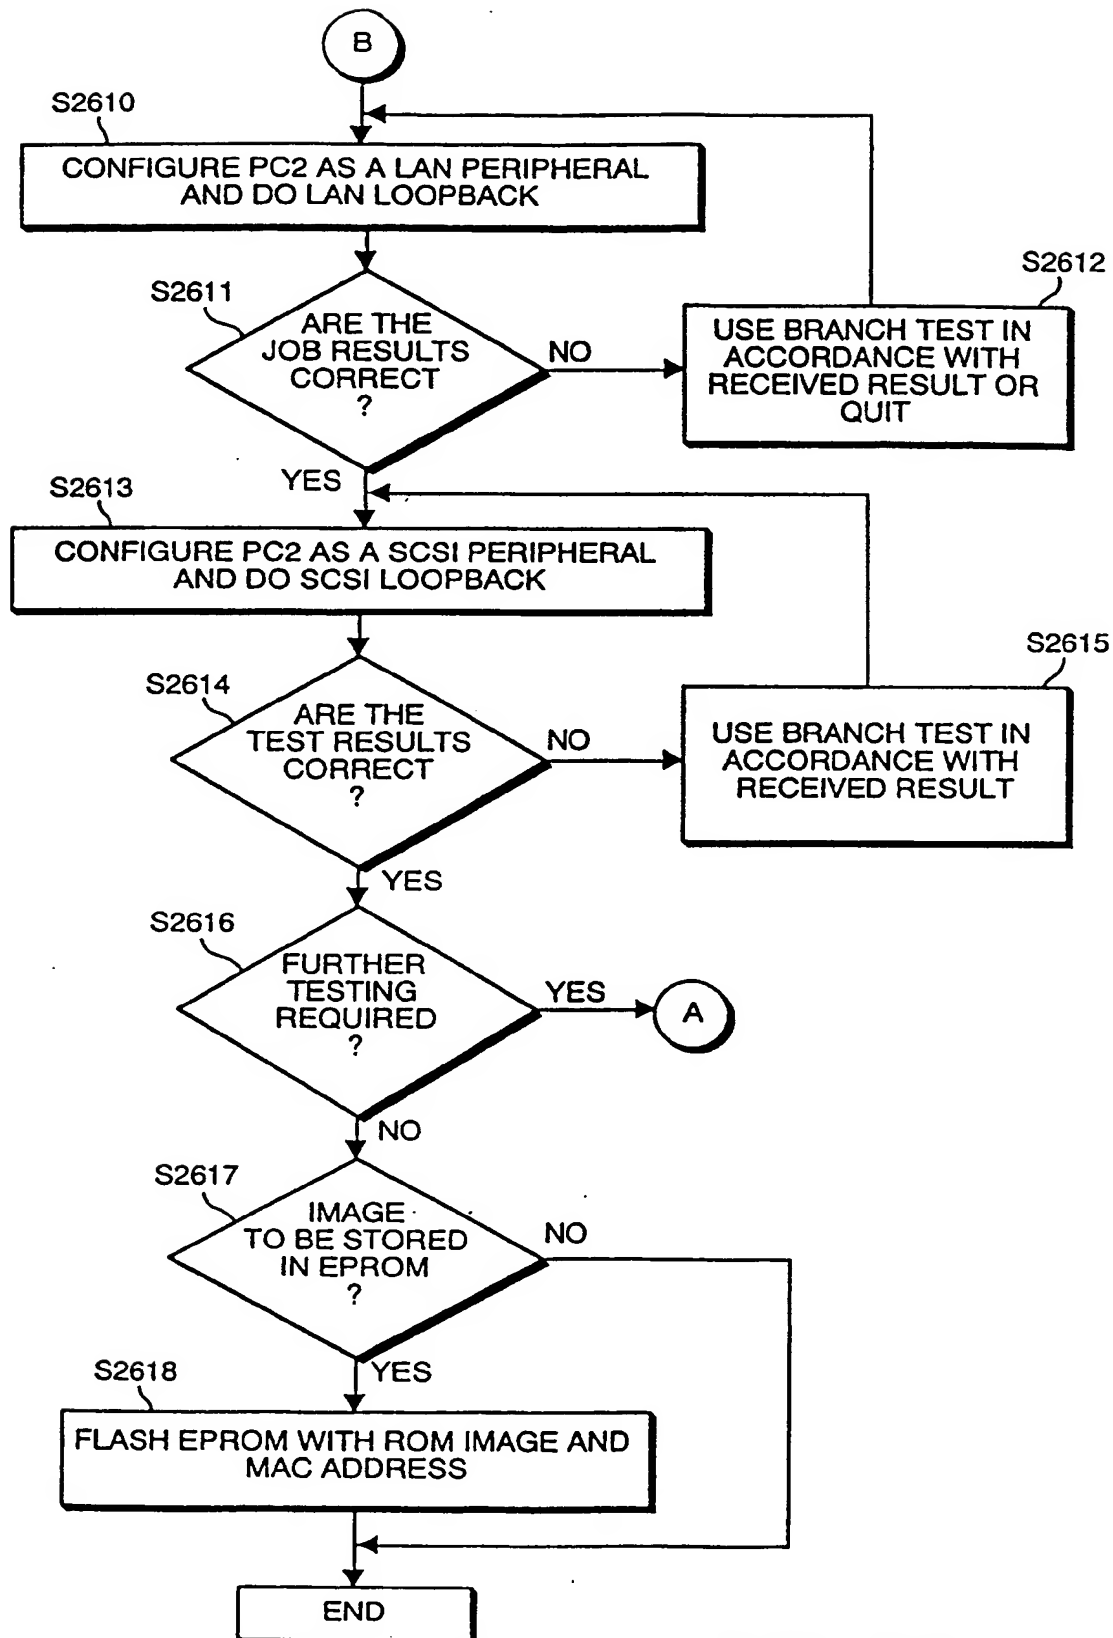 B
S2610
CONFIGURE PC2 AS A LAN PERIPHERAL
AND DO LAN LOOPBACK
S2611
ARE THE
JOB RESULTS
CORRECT
?
NO
S2612
USE BRANCH TEST IN
ACCORDANCE WITH
RECEIVED RESULT OR
QUIT
YES
S2613
CONFIGURE PC2 AS A SCSI PERIPHERAL
AND DO SCSI LOOPBACK
S2614
ARE THE
TEST RESULTS
CORRECT
?
NO
S2615
USE BRANCH TEST IN
ACCORDANCE WITH
RECEIVED RESULT
YES
S2616
FURTHER
TESTING
REQUIRED
?
YES
A
NO
S2617
IMAGE
TO BE STORED
IN EPROM
?
NO
YES
S2618
FLASH EPROM WITH ROM IMAGE AND
MAC ADDRESS
END